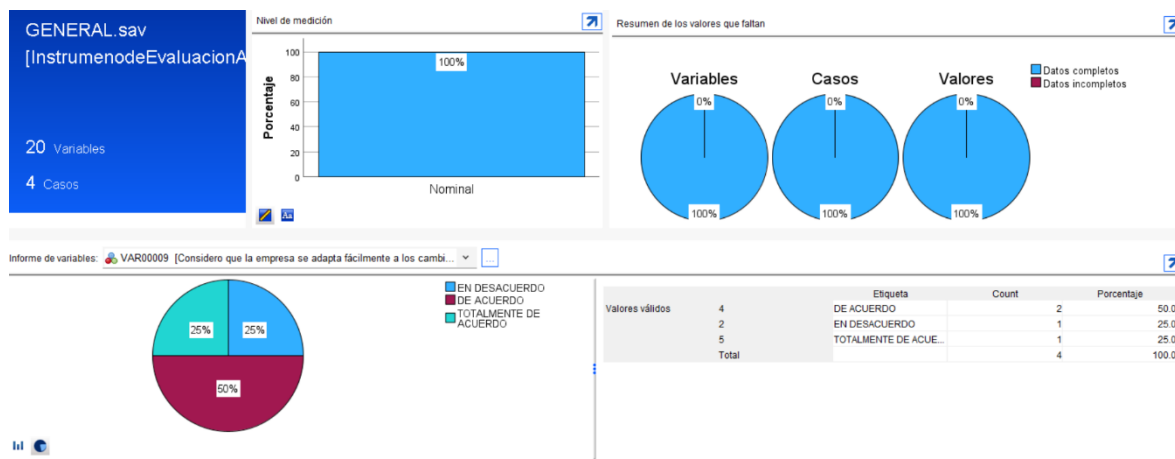 GENERAL.sav
[InstrumenodeEvaluacionA
20 Variables
4 Casos
Nivel de medición
Porcentaje
100
80
60
40
20
0
100%
Nominal
Aa
Resumen de los valores que faltan
Variables
Casos
Valores
0%
0%
0%
100%
100%
100%
Datos completos
Datos incompletos
Informe de variables: VAR00009 [Considero que la empresa se adapta fácilmente a los cambi... ...
25%
25%
50%
EN DESACUERDO
DE ACUERDO
TOTALMENTE DE
ACUERDO
Etiqueta Count Porcentaje
Valores válidos 4 DE ACUERDO 2 50.0
2 EN DESACUERDO 1 25.0
5 TOTALMENTE DE ACUE... 1 25.0
Total 4 100.0